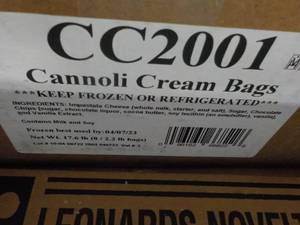 CC2001
Cannoli Cream Bags
***KEEP FROZEN OR REFRIGERATED***
INGREDIENTS: Impastata Cheese (whole milk, starter, and salt), Sugar, Chocolate
Chips (sugar, chocolate liquor, cocoa butter, soy lecithin (an emulsifier), vanilla),
and Vanilla Extract.
Contains Milk and Soy
Frozen best used by:04/07/23
Net Wt. 17.6 lb (8 / 2.2 lb bags)
LEONARDS NOVELT